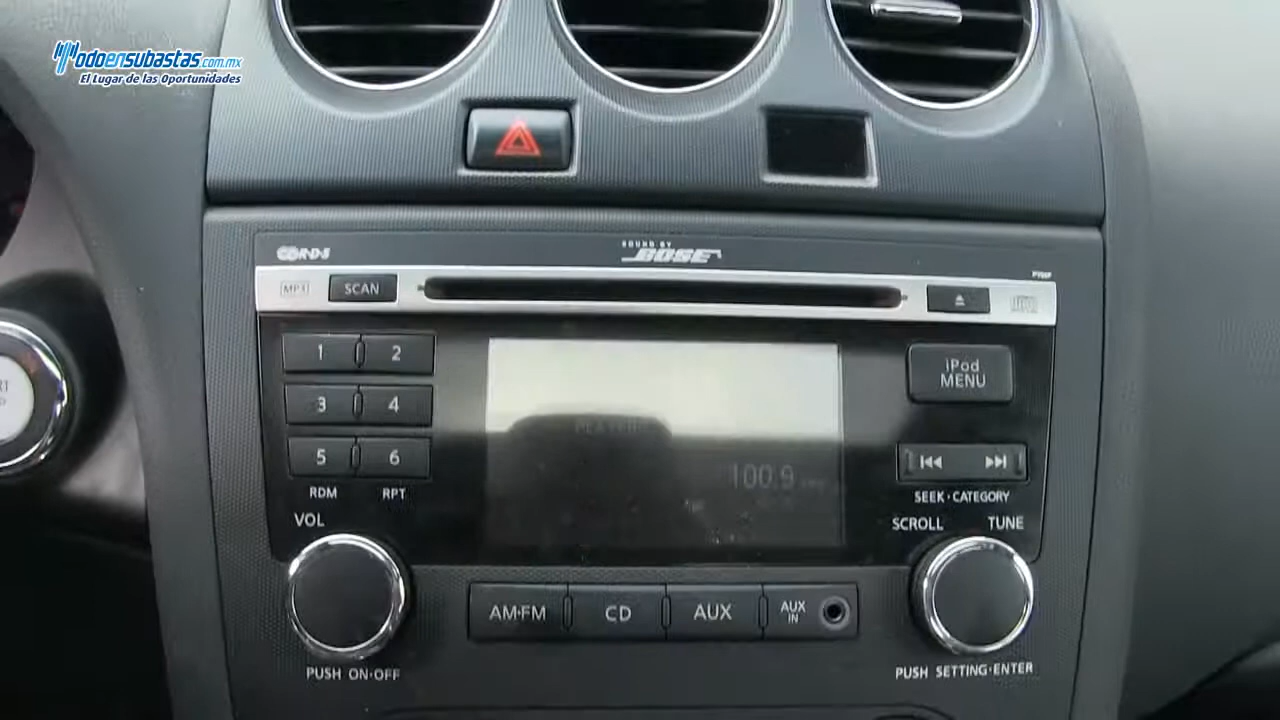 Modoensubastas.com.mx
El Lugar de las Oportunidades
SOUND BY
BOSE
MP3
SCAN
1
2
3
4
5
6
RDM
RPT
VOL
PUSH ON·OFF
100.9
iPod
MENU
SEEK·CATEGORY
SCROLL
TUNE
AM·FM
CD
AUX
AUX
IN
PUSH SETTING·ENTER